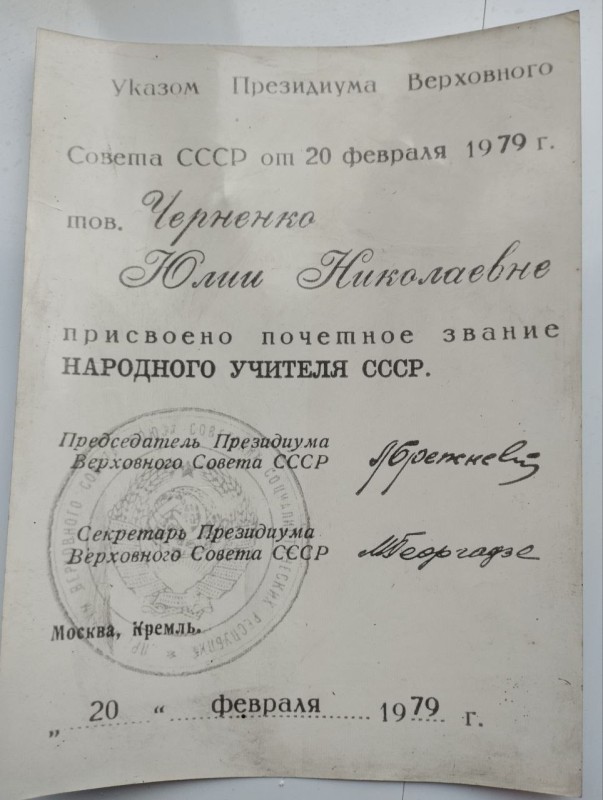 Указом Президиума Верховного
Совета СССР от 20 февраля 1979 г.
тов. Черненко
Юлии Николаевне
присвоено почетное звание
НАРОДНОГО УЧИТЕЛЯ СССР.
Председатель Президиума
Верховного Совета СССР
Л Брежнев
Секретарь Президиума
Верховного Совета СССР
М Георгадзе
Москва, Кремль.
„ 20 “ февраля 1979 г.